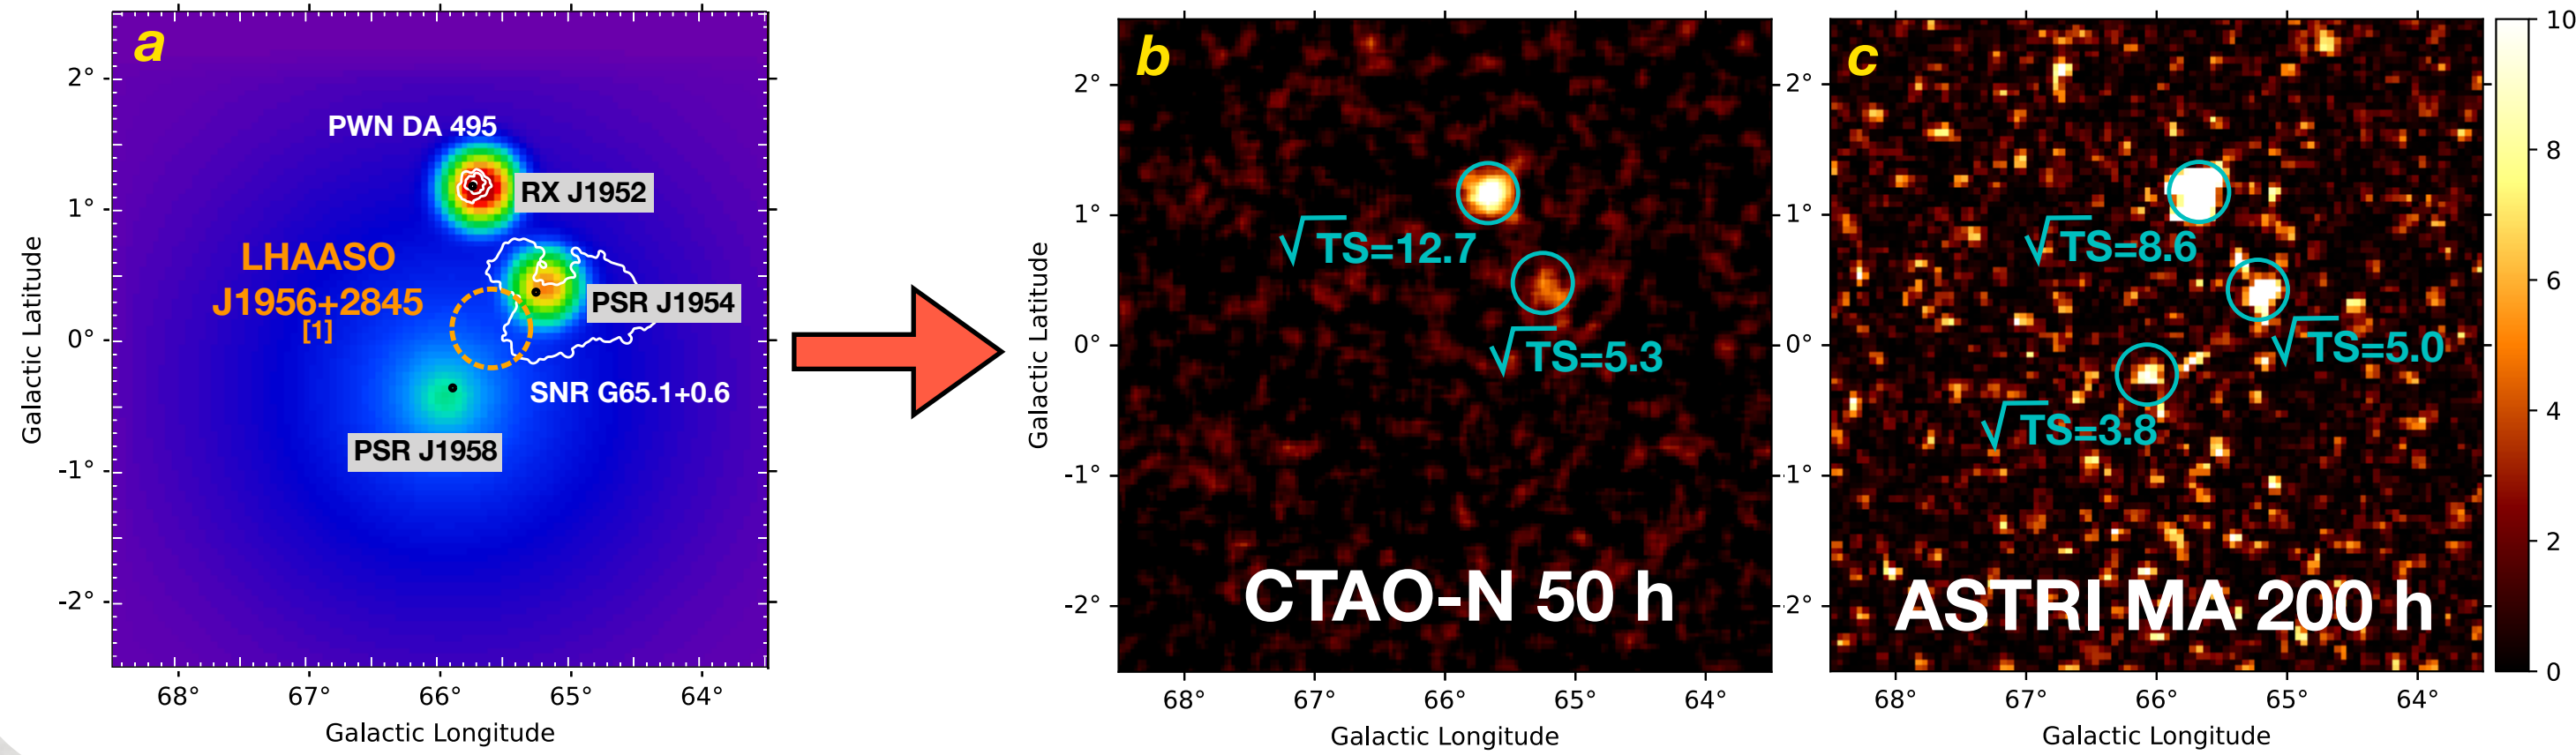 a
PWN DA 495
RX J1952
LHAASO
J1956+2845
[1]
PSR J1954
SNR G65.1+0.6
PSR J1958
2°
1°
0°
-1°
-2°
68°
67°
66°
65°
64°
Galactic Latitude
Galactic Longitude
b
√TS=12.7
√TS=5.3
CTAO-N 50 h
2°
1°
0°
-1°
-2°
68°
67°
66°
65°
64°
Galactic Latitude
Galactic Longitude
c
√TS=8.6
√TS=5.0
√TS=3.8
ASTRI MA 200 h
2°
1°
0°
-1°
-2°
68°
67°
66°
65°
64°
Galactic Longitude
10
8
6
4
2
0